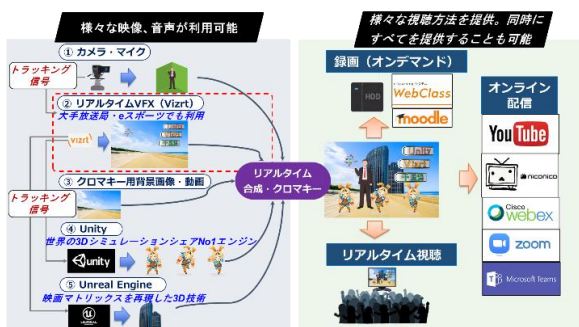 様々な映像、音声が利用可能
① カメラ・マイク
トラッキング
信号
② リアルタイムVFX（Vizrt）
大手放送局・eスポーツでも利用
vizrt
③ クロマキー用背景画像・動画
トラッキング
信号
④ Unity
世界の3DシミュレーションシェアNo1エンジン
unity
⑤ Unreal Engine
映画マトリックスを再現した3D技術
UNREAL
リアルタイム
合成・クロマキー
様々な視聴方法を提供。同時に
すべてを提供することも可能
録画（オンデマンド）
HDD
WebClass
moodle
Unity
リアルタイム視聴
オンライン
配信
YouTube
niconico
Cisco
webex
zoom
Microsoft Teams